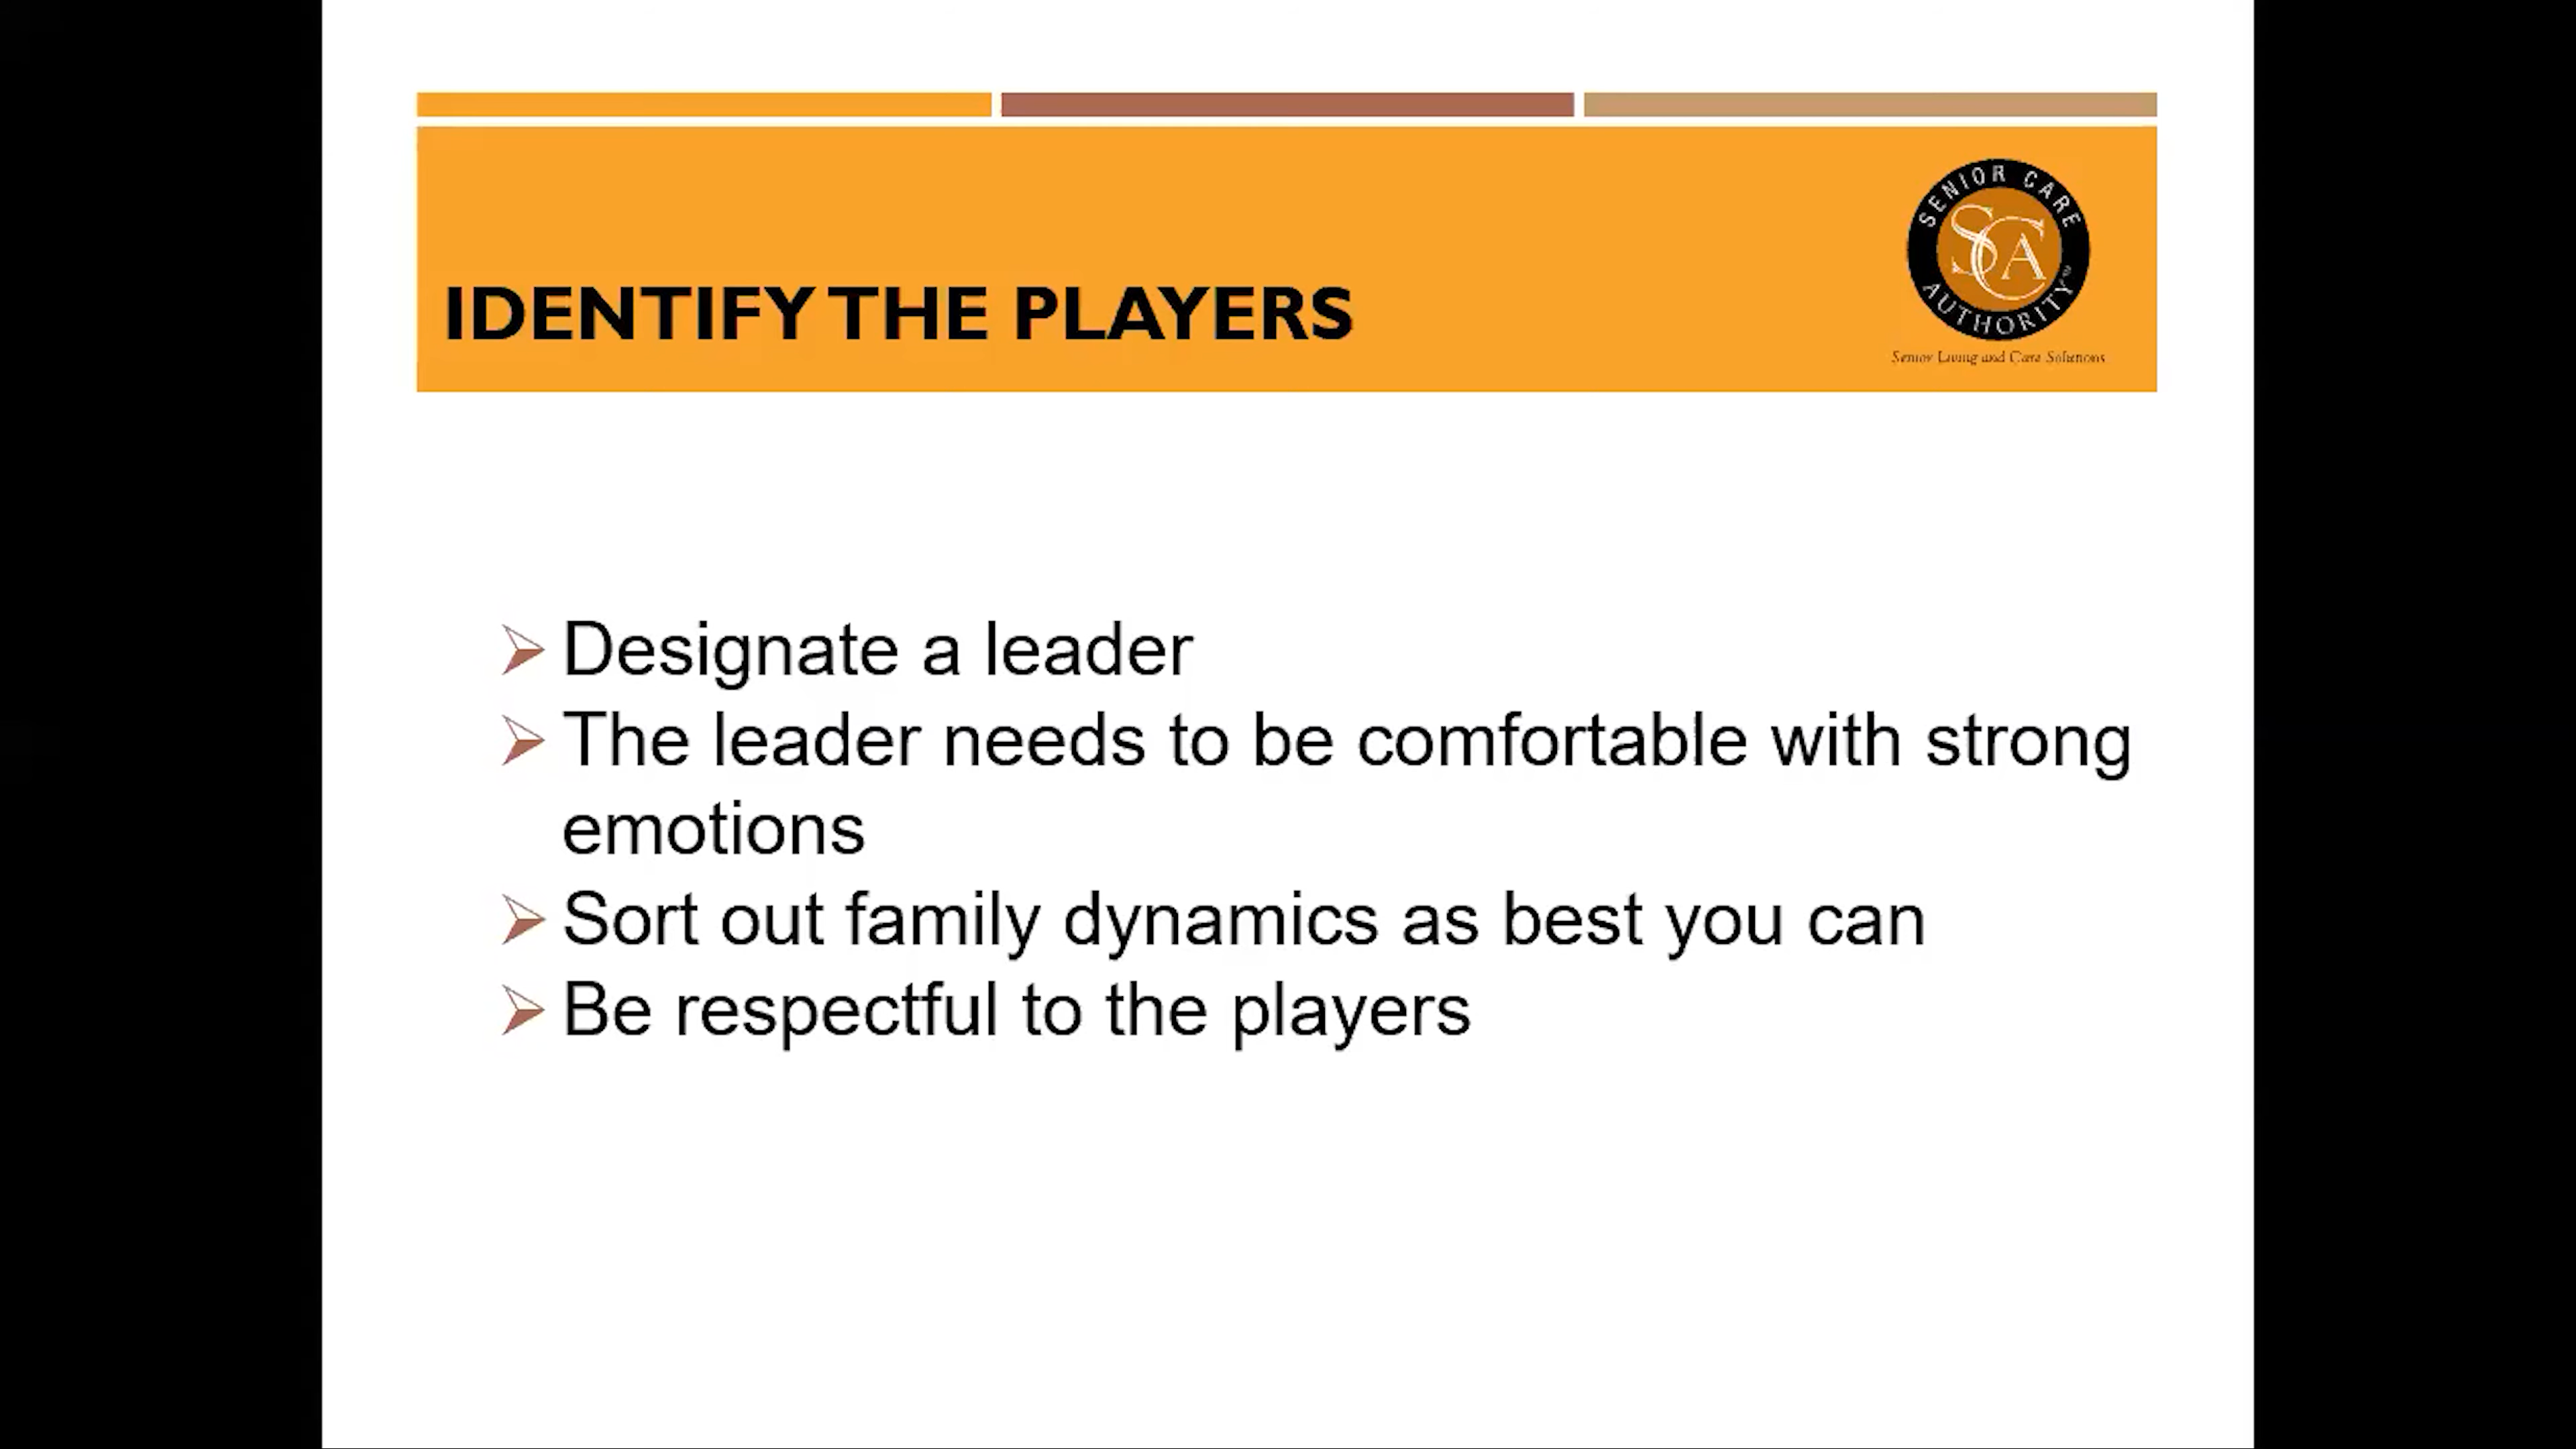 SENIOR CARE
SCA
AUTHORITY
Senior Living and Care Solutions
IDENTIFY THE PLAYERS
Designate a leader
The leader needs to be comfortable with strong
emotions
Sort out family dynamics as best you can
Be respectful to the players